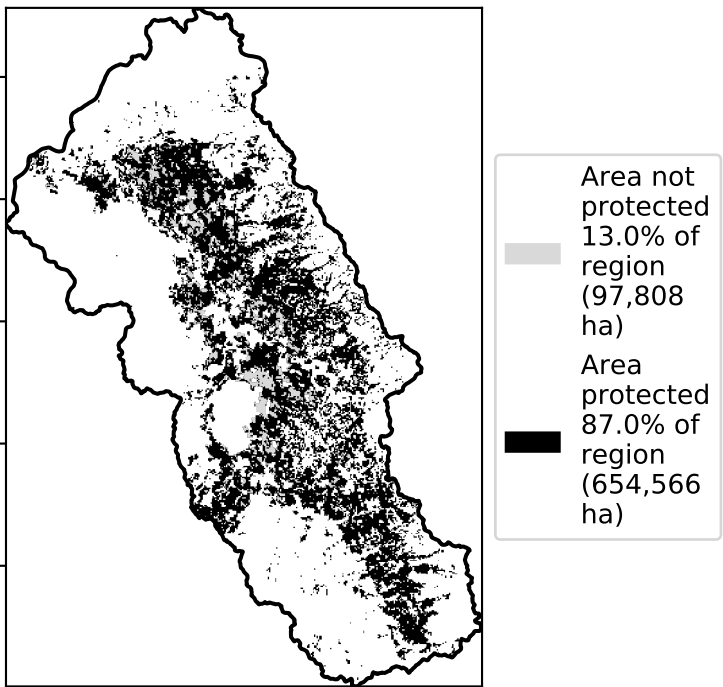 Area not
protected
13.0% of
region
(97,808
ha)
Area
protected
87.0% of
region
(654,566
ha)